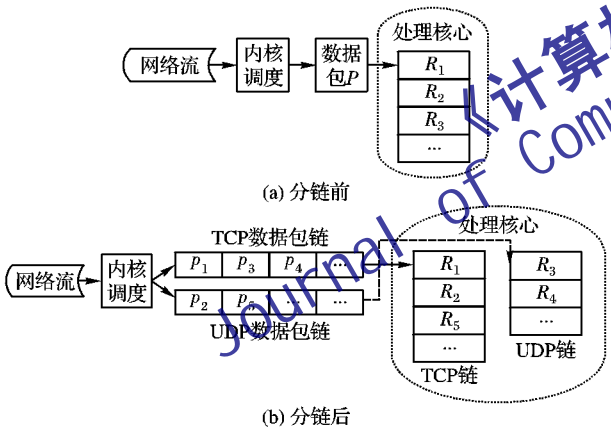 处理核心
网络流
内核
调度
数据
包P
R1
R2
R3
...
(a) 分链前
TCP数据包链
处理核心
网络流
内核
调度
p1 p3 p4 ...
p2 p5 ... ...
UDP数据包链
R1
R2
R5
...
TCP链
R3
R4
...
UDP链
(b) 分链后
《计算机
Journal of Comp